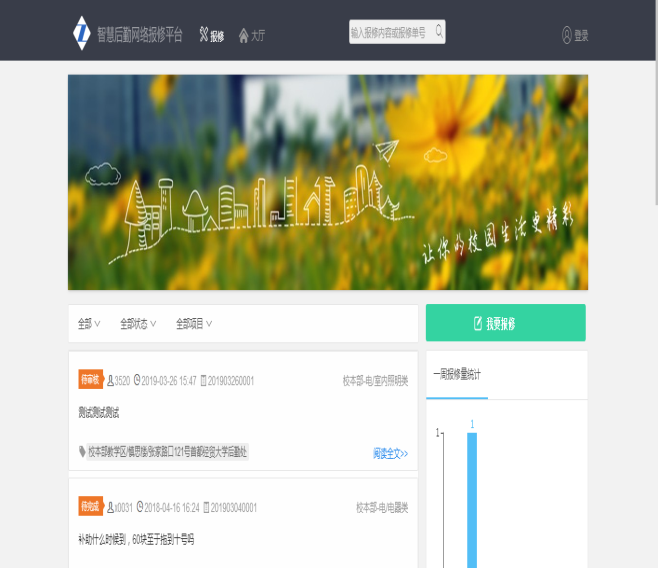 智慧后勤网络报修平台 报修 大厅 输入报修内容或报修单号 登录
让你的校园生活更精彩
全部 全部状态 全部项目 我要报修
待审核 3520 2019-03-26 15:47 201903260001 校本部-电/室内照明类
测试测试测试
校本部教学区/慎思楼/张家路口121号首都经贸大学后勤处 阅读全文>>
待完成 x0031 2018-04-16 16:24 201903040001 校本部-电/电器类
补助什么时候到，60块至于拖到十号吗
一周报修量统计
1
1